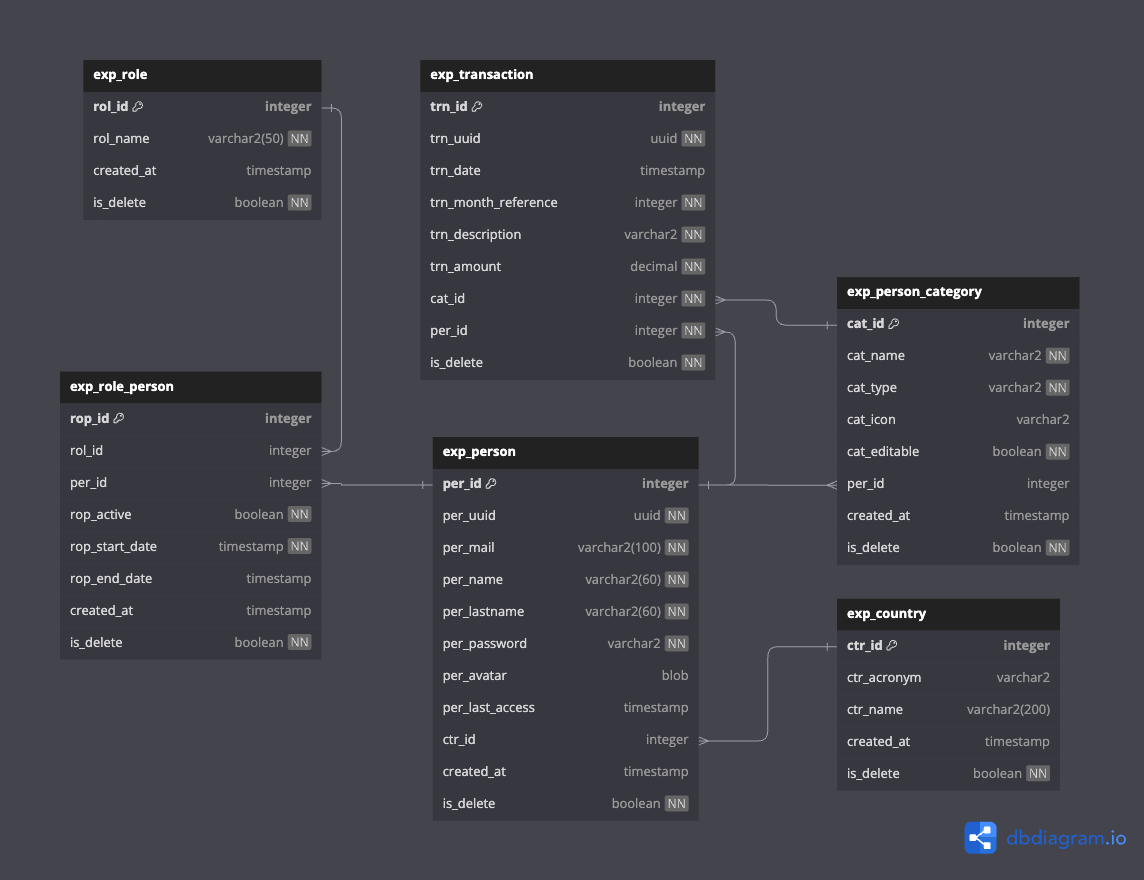 exp_role
rol_id integer
rol_name varchar2(50) NN
created_at timestamp
is_delete boolean NN
exp_transaction
trn_id integer
trn_uuid uuid NN
trn_date timestamp
trn_month_reference integer NN
trn_description varchar2 NN
trn_amount decimal NN
cat_id integer NN
per_id integer NN
is_delete boolean NN
exp_person_category
cat_id integer
cat_name varchar2 NN
cat_type varchar2 NN
cat_icon varchar2
cat_editable boolean NN
per_id integer
created_at timestamp
is_delete boolean NN
exp_role_person
rop_id integer
rol_id integer
per_id integer
rop_active boolean NN
rop_start_date timestamp NN
rop_end_date timestamp
created_at timestamp
is_delete boolean NN
exp_person
per_id integer
per_uuid uuid NN
per_mail varchar2(100) NN
per_name varchar2(60) NN
per_lastname varchar2(60) NN
per_password varchar2 NN
per_avatar blob
per_last_access timestamp
ctr_id integer
created_at timestamp
is_delete boolean NN
exp_country
ctr_id integer
ctr_acronym varchar2
ctr_name varchar2(200)
created_at timestamp
is_delete boolean NN
dbdiagram.io